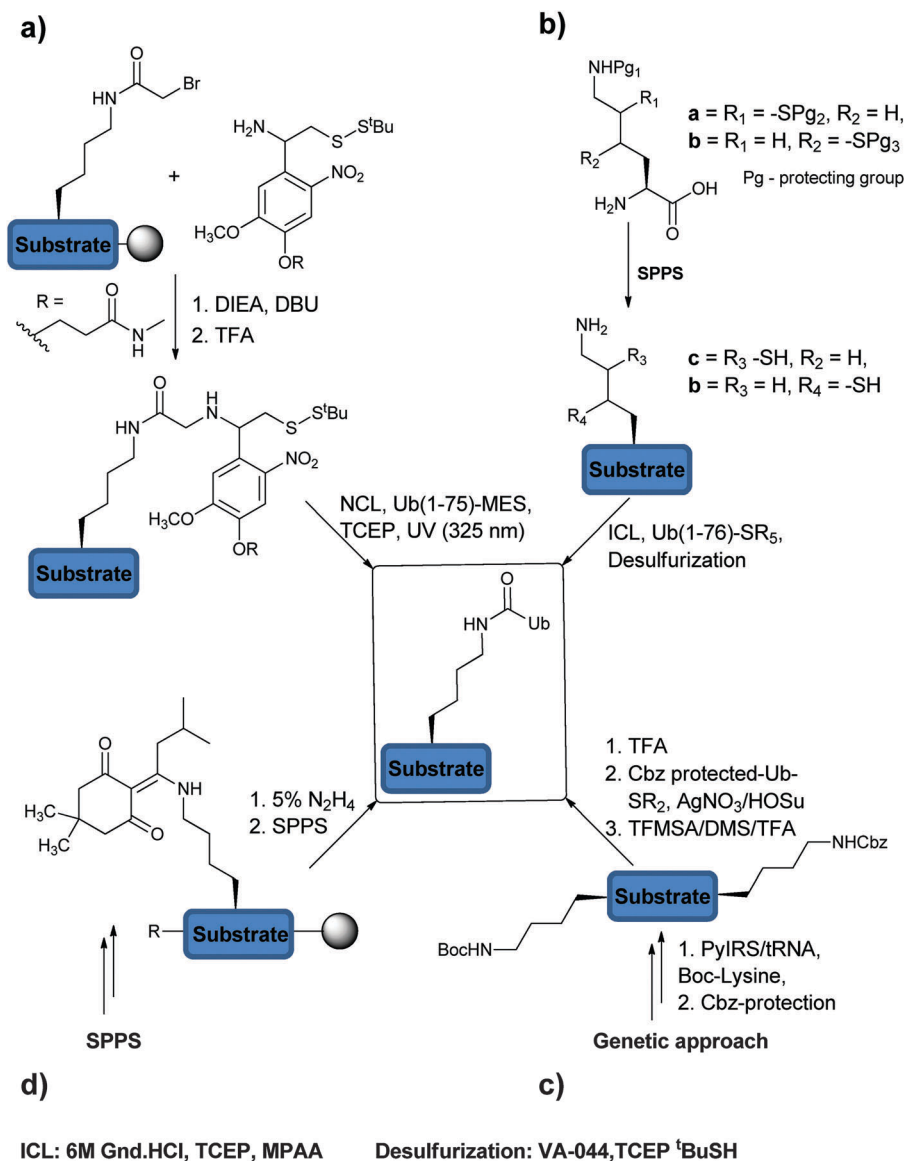 a)
O
Br
HN
+
H₂N
S
SᵗBu
NO₂
H₃CO
OR
Substrate
R =
O
N
H
1. DIEA, DBU
2. TFA
O
H
N
HN
S
SᵗBu
NO₂
H₃CO
OR
Substrate
NCL, Ub(1-75)-MES,
TCEP, UV (325 nm)
b)
NHPg₁
R₁
R₂
H₂N
OH
O
a = R₁ = -SPg₂, R₂ = H,
b = R₁ = H, R₂ = -SPg₃
Pg - protecting group
SPPS
NH₂
R₃
R₄
c = R₃ -SH, R₂ = H,
b = R₃ = H, R₄ = -SH
Substrate
ICL, Ub(1-76)-SR₅,
Desulfurization
O
HN
Ub
Substrate
O
NH
H₃C
H₃C
O
1. 5% N₂H₄
2. SPPS
R
Substrate
SPPS
d)
1. TFA
2. Cbz protected-Ub-
SR₂, AgNO₃/HOSu
3. TFMSA/DMS/TFA
NHCbz
Substrate
BocHN
1. PyIRS/tRNA,
Boc-Lysine,
2. Cbz-protection
Genetic approach
c)
ICL: 6M Gnd.HCl, TCEP, MPAA
Desulfurization: VA-044,TCEP ᵗBuSH